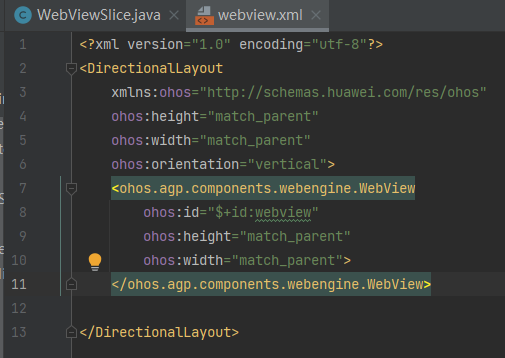 WebViewSlice.java webview.xml
1 <?xml version="1.0" encoding="utf-8"?>
2 <DirectionalLayout
3 xmlns:ohos="http://schemas.huawei.com/res/ohos"
4 ohos:height="match_parent"
5 ohos:width="match_parent"
6 ohos:orientation="vertical">
7 <ohos.agp.components.webengine.WebView
8 ohos:id="$+id:webview"
9 ohos:height="match_parent"
10 ohos:width="match_parent">
11 </ohos.agp.components.webengine.WebView>
12
13 </DirectionalLayout>